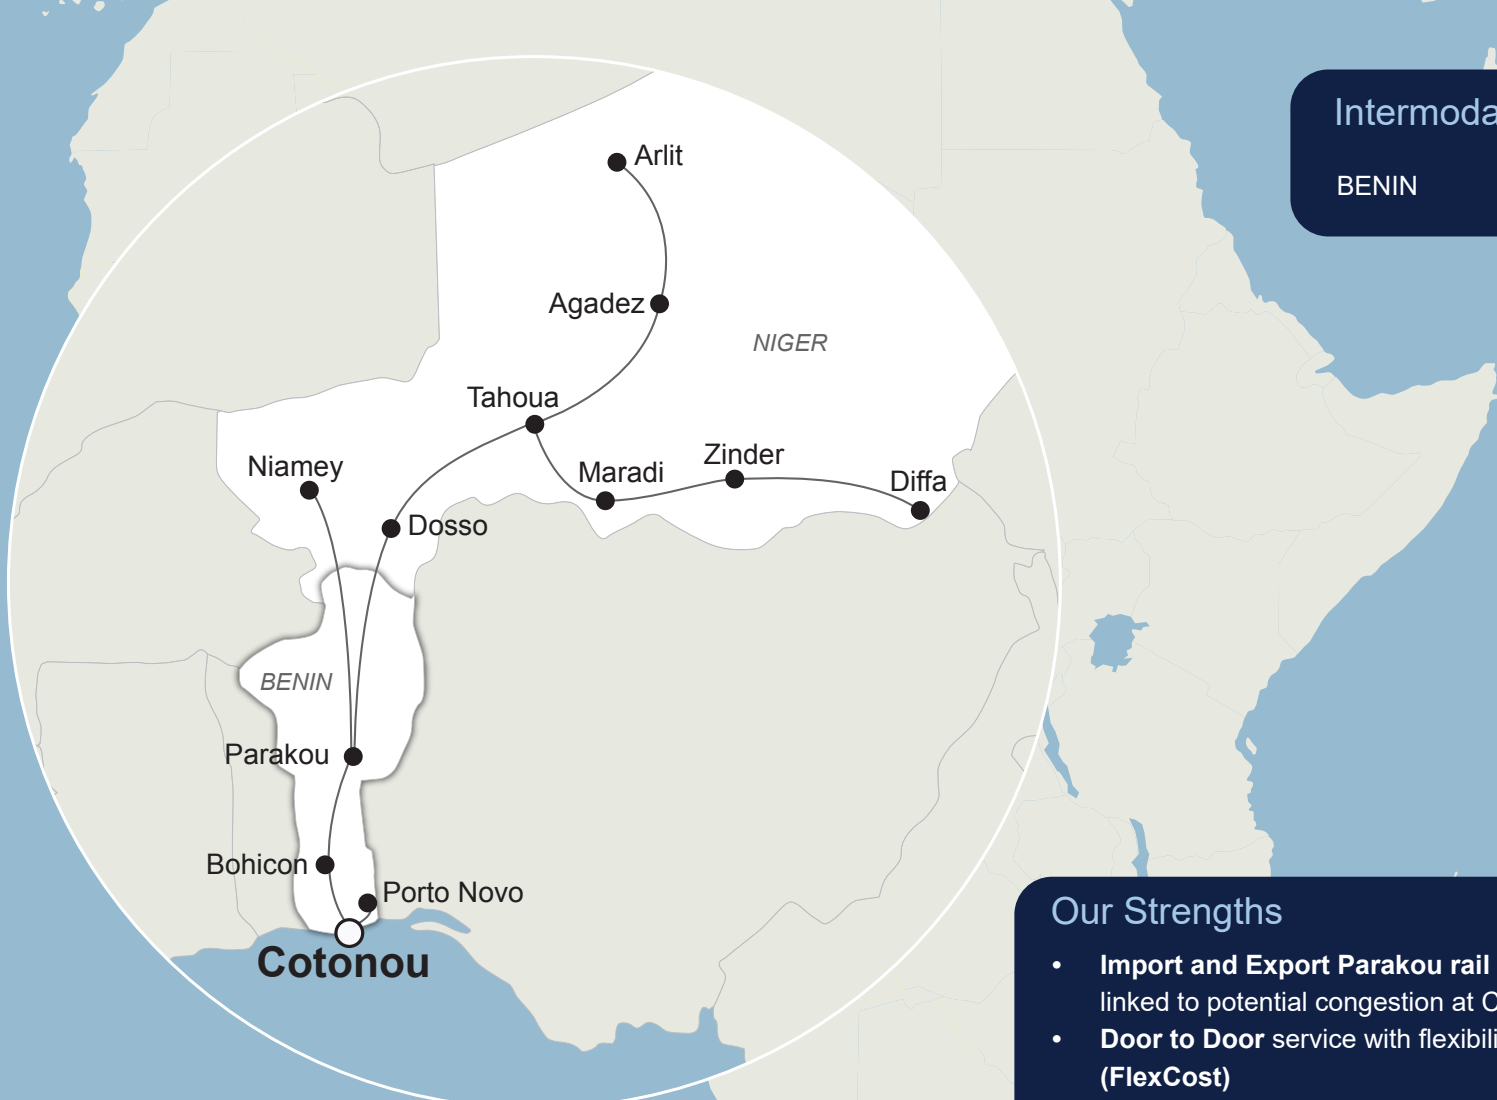 Arlit
Intermoda
BENIN
Agadez
NIGER
Tahoua
Niamey
Maradi
Zinder
Diffa
Dosso
BENIN
Parakou
Bohicon
Porto Novo
Cotonou
Our Strengths
• Import and Export Parakou rail
linked to potential congestion at C
• Door to Door service with flexibili
(FlexCost)